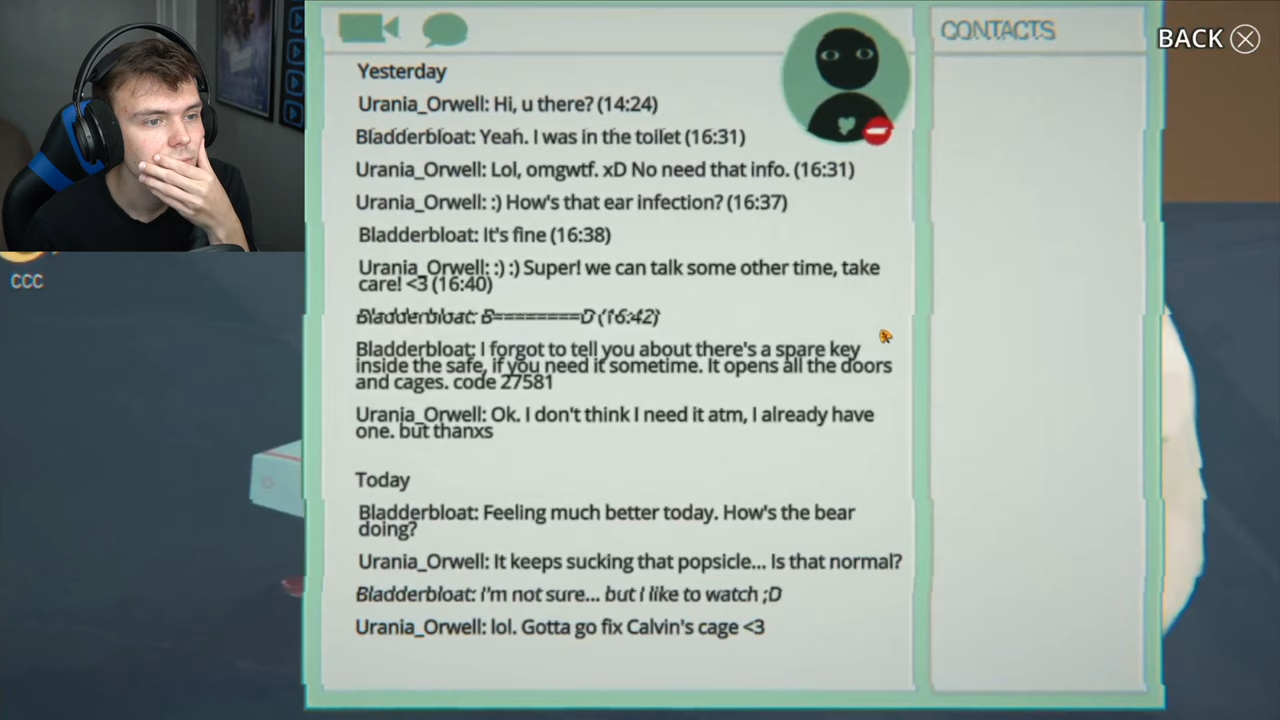 CONTACTS
BACK
Yesterday
Urania_Orwell: Hi, u there? (14:24)
Bladderbloat: Yeah. I was in the toilet (16:31)
Urania_Orwell: Lol, omgwtf. xD No need that info. (16:31)
Urania_Orwell: :) How's that ear infection? (16:37)
Bladderbloat: It's fine (16:38)
Urania_Orwell: :) :) Super! we can talk some other time, take
care! <3 (16:40)
Bladderbloat: B========D (16:42)
Bladderbloat: I forgot to tell you about there's a spare key
inside the safe, if you need it sometime. It opens all the doors
and cages. code 27581
Urania_Orwell: Ok. I don't think I need it atm, I already have
one. but thanxs
Today
Bladderbloat: Feeling much better today. How's the bear
doing?
Urania_Orwell: It keeps sucking that popsicle... Is that normal?
Bladderbloat: I'm not sure... but I like to watch ;D
Urania_Orwell: lol. Gotta go fix Calvin's cage <3
CCC